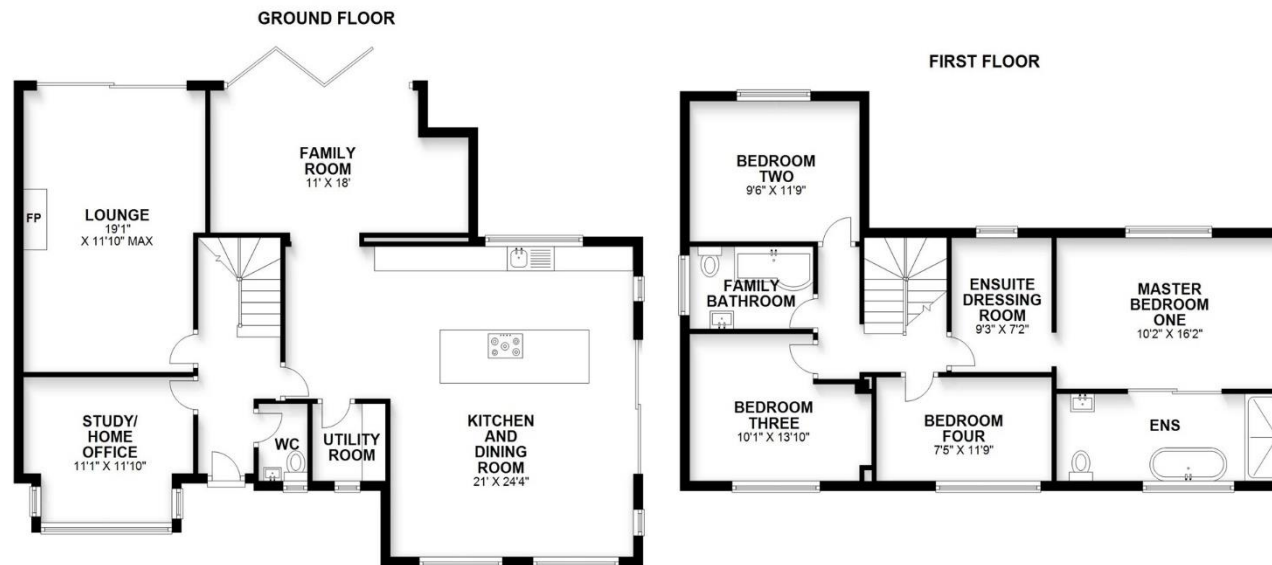 GROUND FLOOR
FAMILY
ROOM
11' X 18'
LOUNGE
19'1"
X 11'10" MAX
FP
STUDY/
HOME
OFFICE
11'1" X 11'10"
WC
UTILITY
ROOM
KITCHEN
AND
DINING
ROOM
21' X 24'4"
FIRST FLOOR
BEDROOM
TWO
9'6" X 11'9"
FAMILY
BATHROOM
ENSUITE
DRESSING
ROOM
9'3" X 7'2"
MASTER
BEDROOM
ONE
10'2" X 16'2"
BEDROOM
THREE
10'1" X 13'10"
BEDROOM
FOUR
7'5" X 11'9"
ENS